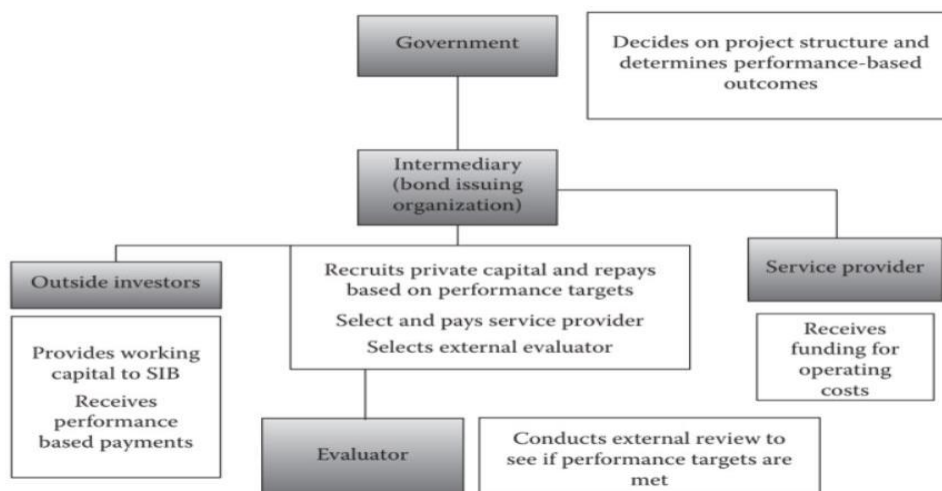 Government
Decides on project structure and
determines performance-based
outcomes
Intermediary
(bond issuing
organization)
Outside investors
Recruits private capital and repays
based on performance targets
Select and pays service provider
Selects external evaluator
Service provider
Provides working
capital to SIB
Receives
performance
based payments
Receives
funding for
operating
costs
Evaluator
Conducts external review to
see if performance targets are
met